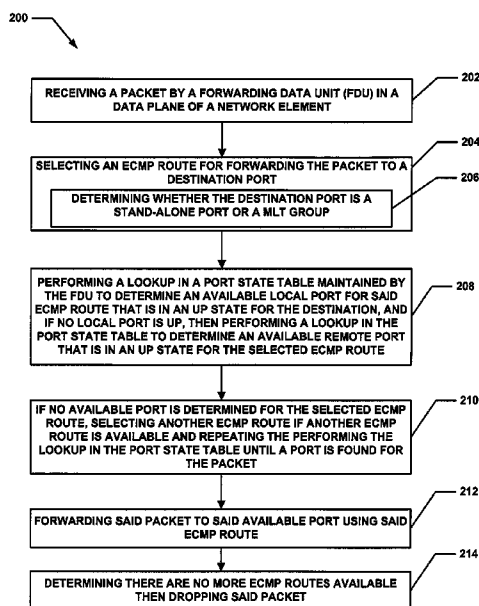 200
202
RECEIVING A PACKET BY A FORWARDING DATA UNIT (FDU) IN A
DATA PLANE OF A NETWORK ELEMENT
204
SELECTING AN ECMP ROUTE FOR FORWARDING THE PACKET TO A
DESTINATION PORT
206
DETERMINING WHETHER THE DESTINATION PORT IS A
STAND-ALONE PORT OR A MLT GROUP
PERFORMING A LOOKUP IN A PORT STATE TABLE MAINTAINED BY
THE FDU TO DETERMINE AN AVAILABLE LOCAL PORT FOR SAID
ECMP ROUTE THAT IS IN AN UP STATE FOR THE DESTINATION, AND
IF NO LOCAL PORT IS UP, THEN PERFORMING A LOOKUP IN THE
PORT STATE TABLE TO DETERMINE AN AVAILABLE REMOTE PORT
THAT IS IN AN UP STATE FOR THE SELECTED ECMP ROUTE
208
210
IF NO AVAILABLE PORT IS DETERMINED FOR THE SELECTED ECMP
ROUTE, SELECTING ANOTHER ECMP ROUTE IF ANOTHER ECMP
ROUTE IS AVAILABLE AND REPEATING THE PERFORMING THE
LOOKUP IN THE PORT STATE TABLE UNTIL A PORT IS FOUND FOR
THE PACKET
212
FORWARDING SAID PACKET TO SAID AVAILABLE PORT USING SAID
ECMP ROUTE
214
DETERMINING THERE ARE NO MORE ECMP ROUTES AVAILABLE
THEN DROPPING SAID PACKET